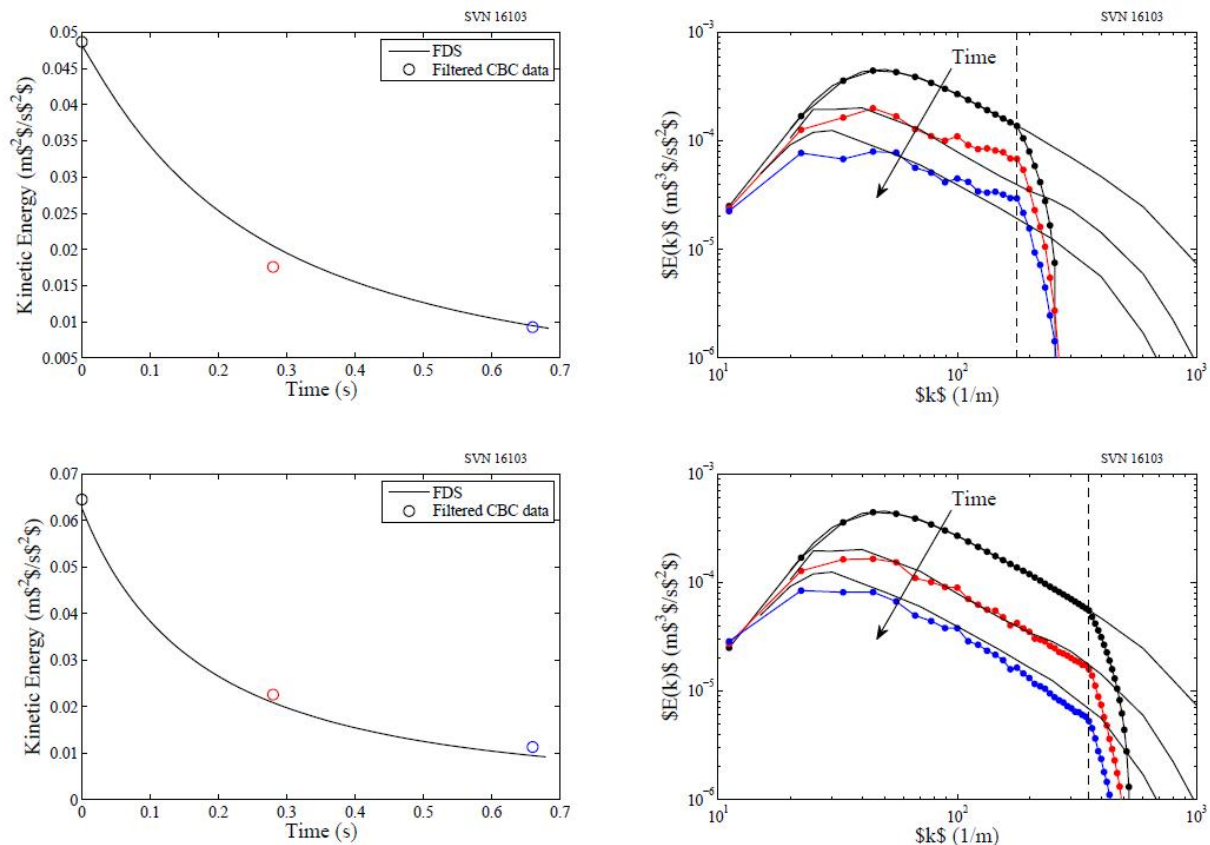 SVN 16103
0.05
0.045
0.04
0.035
0.03
0.025
0.02
0.015
0.01
0.005
0
0.1
0.2
0.3
0.4
0.5
0.6
0.7
Kinetic Energy (m$^2$/s$^2$)
Time (s)
FDS
Filtered CBC data
SVN 16103
10^-3
10^-4
10^-5
10^-6
10^1
10^2
10^3
$E(k)$ (m$^3$/s$^2$)
$k$ (1/m)
Time
SVN 16103
0.07
0.06
0.05
0.04
0.03
0.02
0.01
0
0
0.1
0.2
0.3
0.4
0.5
0.6
0.7
Kinetic Energy (m$^2$/s$^2$)
Time (s)
FDS
Filtered CBC data
SVN 16103
10^-3
10^-4
10^-5
10^-6
10^1
10^2
10^3
$E(k)$ (m$^3$/s$^2$)
$k$ (1/m)
Time